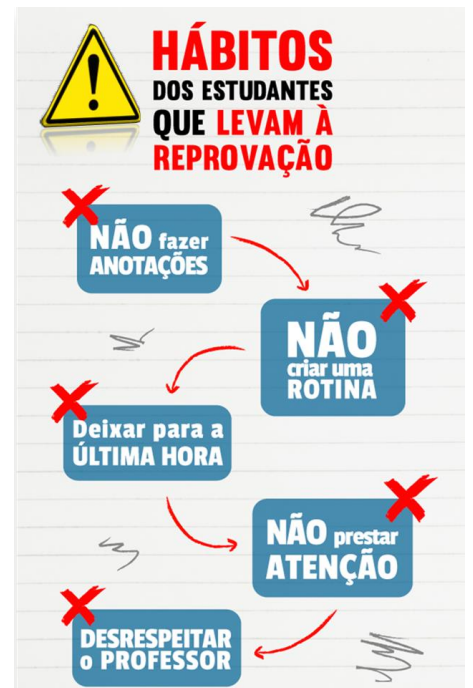 HÁBITOS
DOS ESTUDANTES
QUE LEVAM À
REPROVAÇÃO
NÃO fazer
ANOTAÇÕES
NÃO
criar uma
ROTINA
Deixar para a
ÚLTIMA HORA
NÃO prestar
ATENÇÃO
DESRESPEITAR
o PROFESSOR